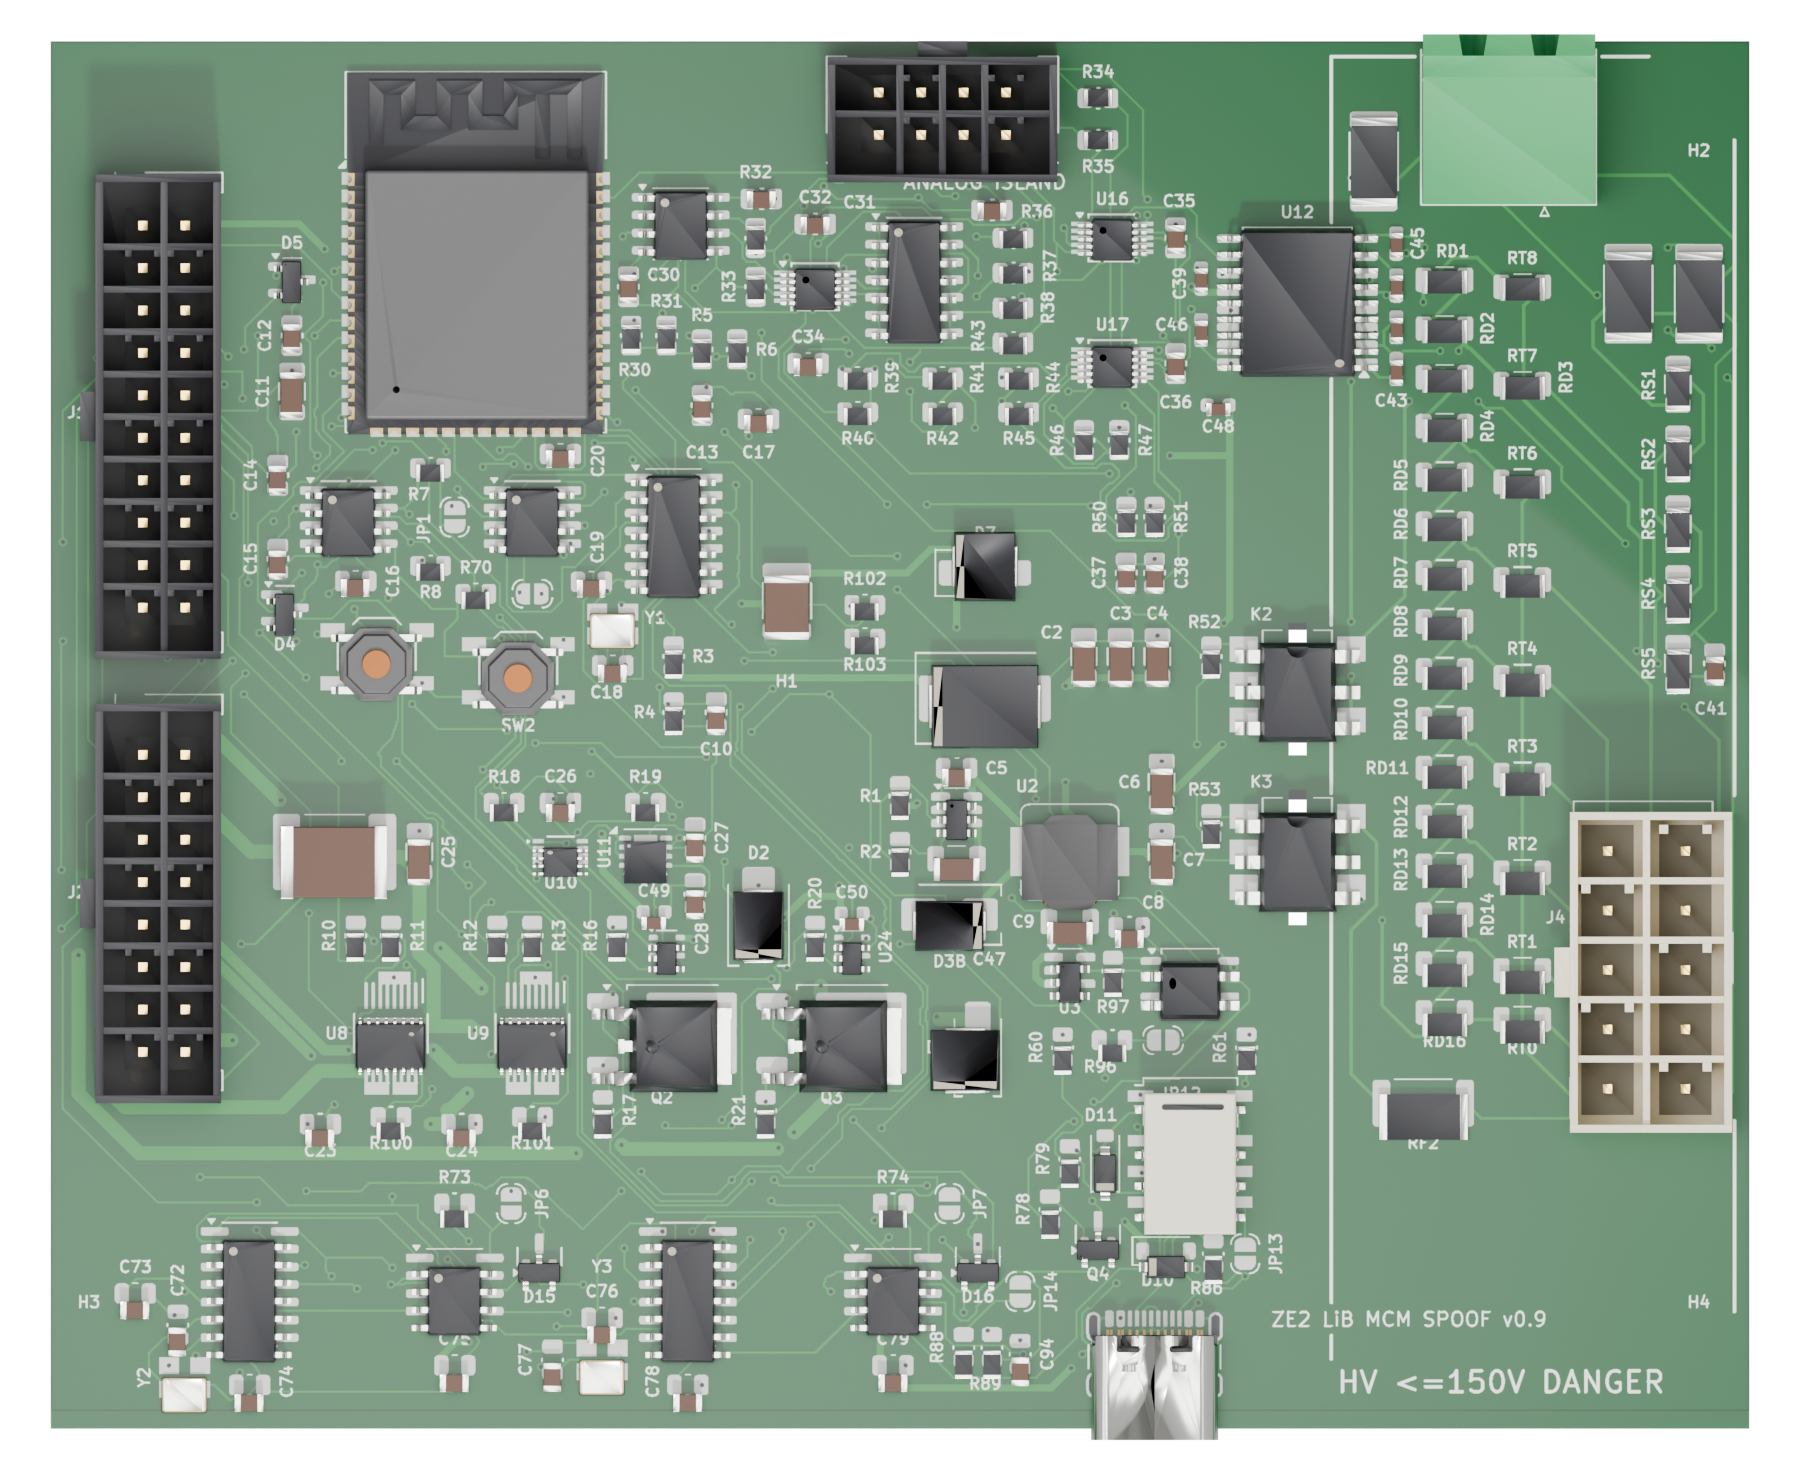 R34
R35
H2
R32
C32
C31
ANALOG ISLAND
U16
C35
U12
R36
C45
RD1
RT8
D5
C30
R33
R37
C39
R31
R5
R38
C12
C34
R43
U17
C46
RD2
R30
R6
RT7
RD3
RS1
C11
R39
R41
R44
C36
C43
J1
R40
R42
R45
C48
RD4
C14
R7
C20
C13
C17
R46
R47
RD5
RT6
RS2
JP1
R50
R51
RD6
RS3
D7
C15
C16
R8
R70
C19
R102
C37
C38
RD7
RT5
RS4
D4
Y1
R103
C2
C3
C4
R52
K2
RD8
RT4
RS5
C18
R3
H1
RD9
SW2
R4
C10
RD10
C41
R18
C26
R19
C5
U2
C6
R53
K3
RD11
RT3
R1
RD12
C25
U11
C27
D2
R2
C7
RD13
RT2
J2
U10
C49
R20
C50
C9
C8
RD14
J4
R10
R11
R12
R13
R16
C28
U24
D3B
C47
RD15
RT1
U3
R97
U8
U9
R60
R96
R61
RD16
RT0
Q2
Q3
R17
R21
JP12
C23
R100
C24
R101
D11
RF2
R79
R73
JP6
R74
JP7
R78
C73
C72
Y3
D15
C76
D16
JP14
Q4
D10
R86
JP13
H3
H4
ZE2 LiB MCM SPOOF v0.9
C75
C79
R88
C94
Y2
C74
C77
C78
R89
HV <=150V DANGER